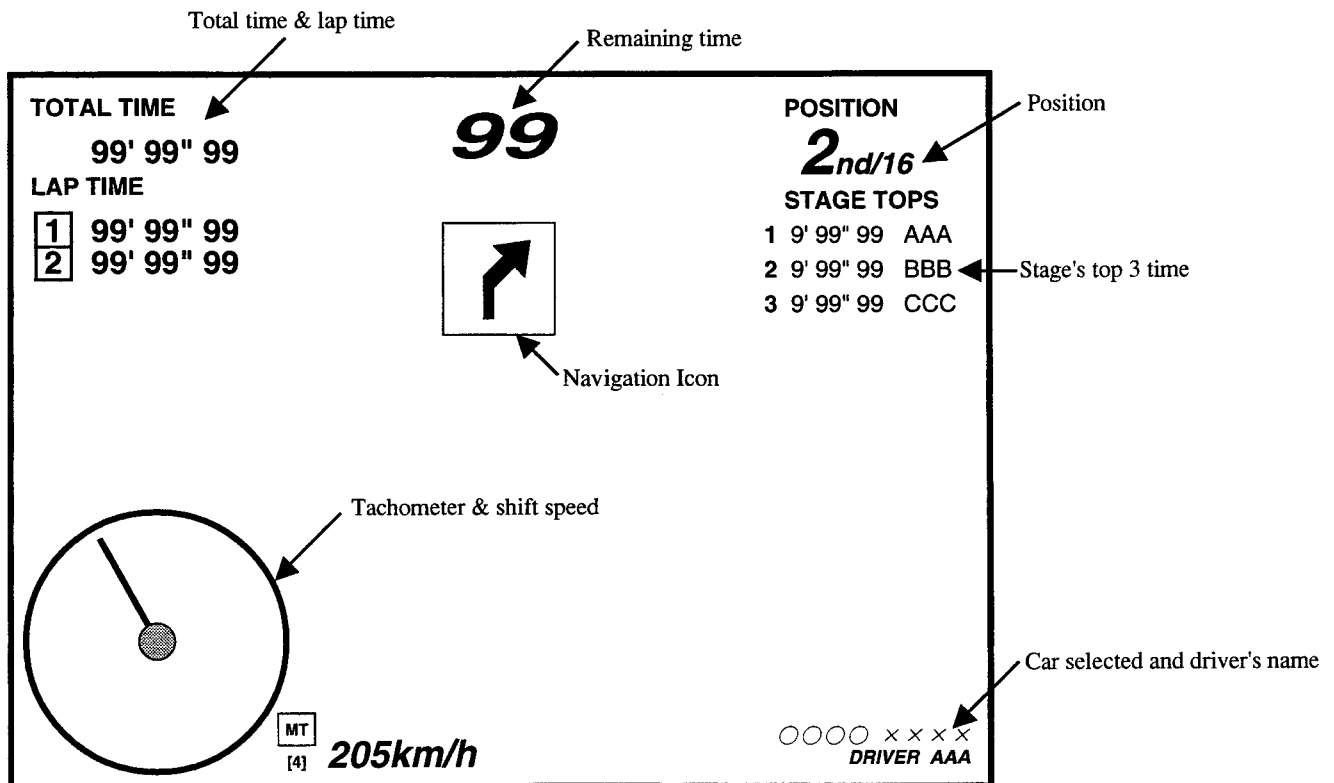 Total time & lap time
Remaining time
TOTAL TIME
99' 99" 99
LAP TIME
1 99' 99" 99
2 99' 99" 99
99
POSITION
2nd/16
Position
STAGE TOPS
1 9' 99" 99 AAA
2 9' 99" 99 BBB
3 9' 99" 99 CCC
Stage's top 3 time
Navigation Icon
Tachometer & shift speed
Car selected and driver's name
MT
[4]
205km/h
○○○○ ××××
DRIVER AAA